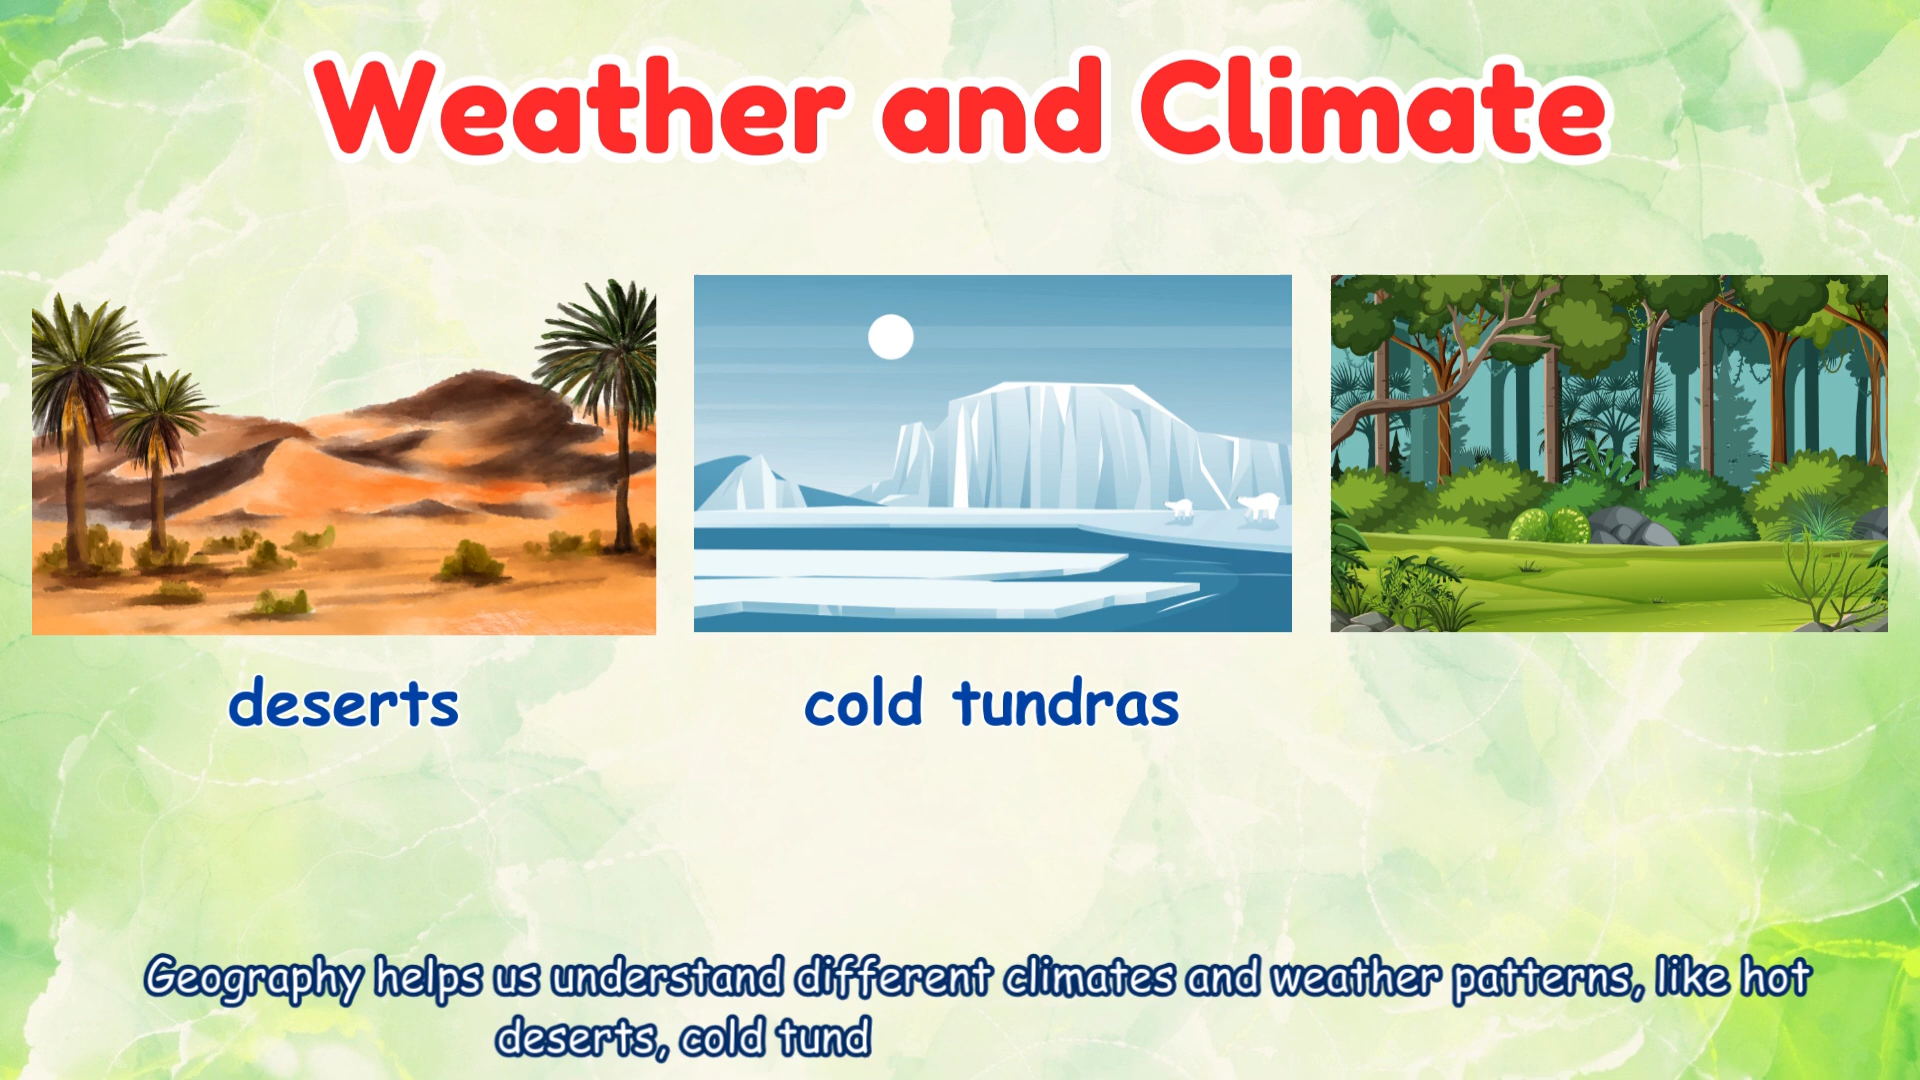 Weather and Climate
deserts
cold tundras
Geography helps us understand different climates and weather patterns, like hot
deserts, cold tund